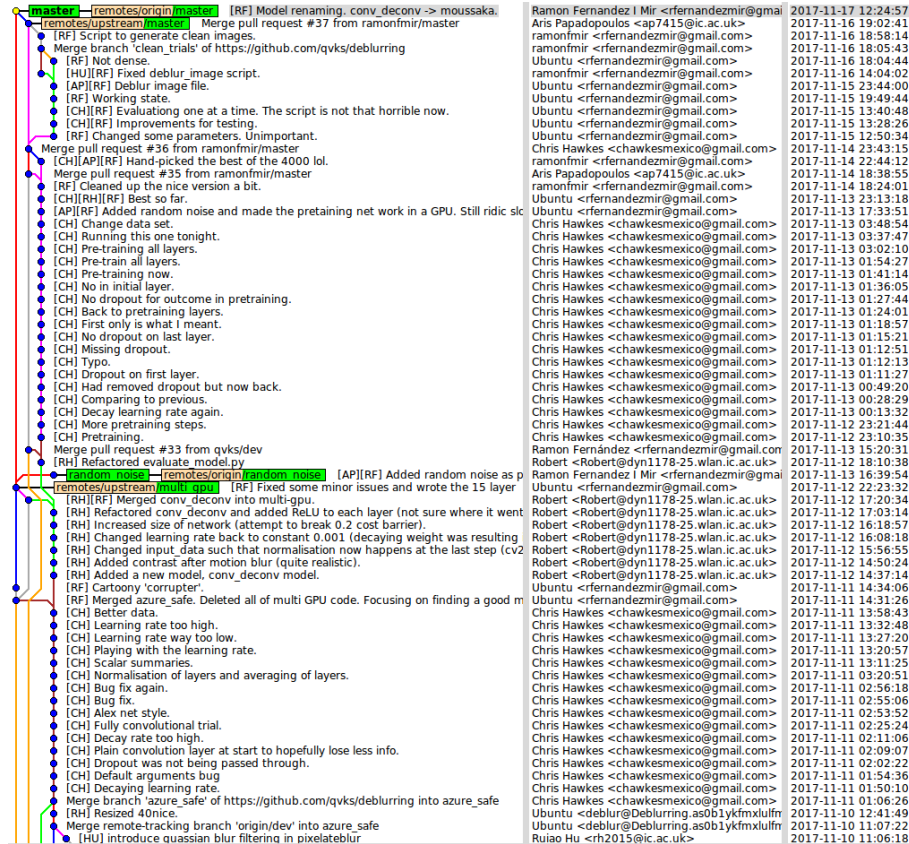 master remotes/origin/master [RF] Model renaming. conv_deconv -> moussaka. Ramon Fernandez I Mir <rfernandezmir@gmai 2017-11-17 12:24:57
remotes/upstream/master Merge pull request #37 from ramonfmir/master Aris Papadopoulos <ap7415@ic.ac.uk> 2017-11-16 19:02:41
[RF] Script to generate clean images. ramonfmir <rfernandezmir@gmail.com> 2017-11-16 18:58:14
Merge branch 'clean_trials' of https://github.com/qvks/deblurring ramonfmir <rfernandezmir@gmail.com> 2017-11-16 18:05:43
[RF] Not dense. Ubuntu <rfernandezmir@gmail.com> 2017-11-16 18:04:44
[HU][RF] Fixed deblur_image script. ramonfmir <rfernandezmir@gmail.com> 2017-11-16 14:04:02
[AP][RF] Deblur image file. Ubuntu <rfernandezmir@gmail.com> 2017-11-15 23:44:00
[RF] Working state. Ubuntu <rfernandezmir@gmail.com> 2017-11-15 19:49:44
[CH][RF] Evaluationg one at a time. The script is not that horrible now. Ubuntu <rfernandezmir@gmail.com> 2017-11-15 13:40:48
[CH][RF] Improvements for testing. Ubuntu <rfernandezmir@gmail.com> 2017-11-15 13:28:26
[RF] Changed some parameters. Unimportant. Ubuntu <rfernandezmir@gmail.com> 2017-11-15 12:50:34
Merge pull request #36 from ramonfmir/master Chris Hawkes <chawkesmexico@gmail.com> 2017-11-14 23:43:15
[CH][AP][RF] Hand-picked the best of the 4000 lol. ramonfmir <rfernandezmir@gmail.com> 2017-11-14 22:44:12
Merge pull request #35 from ramonfmir/master Aris Papadopoulos <ap7415@ic.ac.uk> 2017-11-14 18:38:55
[RF] Cleaned up the nice version a bit. ramonfmir <rfernandezmir@gmail.com> 2017-11-14 18:24:01
[CH][RH][RF] Best so far. Ubuntu <rfernandezmir@gmail.com> 2017-11-13 23:13:18
[AP][RF] Added random noise and made the pretaining net work in a GPU. Still ridic slo Ubuntu <rfernandezmir@gmail.com> 2017-11-13 17:33:51
[CH] Change data set. Chris Hawkes <chawkesmexico@gmail.com> 2017-11-13 03:48:54
[CH] Running this one tonight. Chris Hawkes <chawkesmexico@gmail.com> 2017-11-13 03:37:47
[CH] Pre-training all layers. Chris Hawkes <chawkesmexico@gmail.com> 2017-11-13 03:02:10
[CH] Pre-train all layers. Chris Hawkes <chawkesmexico@gmail.com> 2017-11-13 01:54:27
[CH] Pre-training now. Chris Hawkes <chawkesmexico@gmail.com> 2017-11-13 01:41:14
[CH] No in initial layer. Chris Hawkes <chawkesmexico@gmail.com> 2017-11-13 01:36:05
[CH] No dropout for outcome in pretraining. Chris Hawkes <chawkesmexico@gmail.com> 2017-11-13 01:27:44
[CH] Back to pretraining layers. Chris Hawkes <chawkesmexico@gmail.com> 2017-11-13 01:24:01
[CH] First only is what I meant. Chris Hawkes <chawkesmexico@gmail.com> 2017-11-13 01:18:57
[CH] No dropout on last layer. Chris Hawkes <chawkesmexico@gmail.com> 2017-11-13 01:15:21
[CH] Missing dropout. Chris Hawkes <chawkesmexico@gmail.com> 2017-11-13 01:12:51
[CH] Typo. Chris Hawkes <chawkesmexico@gmail.com> 2017-11-13 01:12:13
[CH] Dropout on first layer. Chris Hawkes <chawkesmexico@gmail.com> 2017-11-13 01:11:27
[CH] Had removed dropout but now back. Chris Hawkes <chawkesmexico@gmail.com> 2017-11-13 00:49:20
[CH] Comparing to previous. Chris Hawkes <chawkesmexico@gmail.com> 2017-11-13 00:28:29
[CH] Decay learning rate again. Chris Hawkes <chawkesmexico@gmail.com> 2017-11-13 00:13:32
[CH] More pretraining steps. Chris Hawkes <chawkesmexico@gmail.com> 2017-11-12 23:21:44
[CH] Pretraining. Chris Hawkes <chawkesmexico@gmail.com> 2017-11-12 23:10:35
Merge pull request #33 from qvks/dev Ramon Fernández <rfernandezmir@gmail.com 2017-11-13 15:20:31
[RH] Refactored evaluate_model.py Robert <Robert@dyn1178-25.wlan.ic.ac.uk> 2017-11-12 18:10:38
random_noise remotes/origin/random_noise [AP][RF] Added random noise as p Ramon Fernandez I Mir <rfernandezmir@gmai 2017-11-13 16:39:54
remotes/upstream/multi_gpu [RF] Fixed some minor issues and wrote the 15 layer Ubuntu <rfernandezmir@gmail.com> 2017-11-12 22:23:32
[RH][RF] Merged conv_deconv into multi-gpu. Robert <Robert@dyn1178-25.wlan.ic.ac.uk> 2017-11-12 17:20:34
[RH] Refactored conv_deconv and added ReLU to each layer (not sure where it went Robert <Robert@dyn1178-25.wlan.ic.ac.uk> 2017-11-12 17:03:14
[RH] Increased size of network (attempt to break 0.2 cost barrier). Robert <Robert@dyn1178-25.wlan.ic.ac.uk> 2017-11-12 16:18:57
[RH] Changed learning rate back to constant 0.001 (decaying weight was resulting Robert <Robert@dyn1178-25.wlan.ic.ac.uk> 2017-11-12 16:08:18
[RH] Changed input_data such that normalisation now happens at the last step (cv2 Robert <Robert@dyn1178-25.wlan.ic.ac.uk> 2017-11-12 15:56:55
[RH] Added contrast after motion blur (quite realistic). Robert <Robert@dyn1178-25.wlan.ic.ac.uk> 2017-11-12 14:50:24
[RH] Added a new model, conv_deconv model. Robert <Robert@dyn1178-25.wlan.ic.ac.uk> 2017-11-12 14:37:14
[RF] Cartoony 'corrupter'. Ubuntu <rfernandezmir@gmail.com> 2017-11-11 14:34:06
[RF] Merged azure_safe. Deleted all of multi GPU code. Focusing on finding a good m Ubuntu <rfernandezmir@gmail.com> 2017-11-11 14:31:26
[CH] Better data. Chris Hawkes <chawkesmexico@gmail.com> 2017-11-11 13:58:43
[CH] Learning rate too high. Chris Hawkes <chawkesmexico@gmail.com> 2017-11-11 13:32:48
[CH] Learning rate way too low. Chris Hawkes <chawkesmexico@gmail.com> 2017-11-11 13:27:20
[CH] Playing with the learning rate. Chris Hawkes <chawkesmexico@gmail.com> 2017-11-11 13:20:57
[CH] Scalar summaries. Chris Hawkes <chawkesmexico@gmail.com> 2017-11-11 13:11:25
[CH] Normalisation of layers and averaging of layers. Chris Hawkes <chawkesmexico@gmail.com> 2017-11-11 03:20:51
[CH] Bug fix again. Chris Hawkes <chawkesmexico@gmail.com> 2017-11-11 02:56:18
[CH] Bug fix. Chris Hawkes <chawkesmexico@gmail.com> 2017-11-11 02:55:06
[CH] Alex net style. Chris Hawkes <chawkesmexico@gmail.com> 2017-11-11 02:53:52
[CH] Fully convolutional trial. Chris Hawkes <chawkesmexico@gmail.com> 2017-11-11 02:25:24
[CH] Decay rate too high. Chris Hawkes <chawkesmexico@gmail.com> 2017-11-11 02:11:06
[CH] Plain convolution layer at start to hopefully lose less info. Chris Hawkes <chawkesmexico@gmail.com> 2017-11-11 02:09:07
[CH] Dropout was not being passed through. Chris Hawkes <chawkesmexico@gmail.com> 2017-11-11 02:02:22
[CH] Default arguments bug Chris Hawkes <chawkesmexico@gmail.com> 2017-11-11 01:54:36
[CH] Decaying learning rate. Chris Hawkes <chawkesmexico@gmail.com> 2017-11-11 01:50:10
Merge branch 'azure_safe' of https://github.com/qvks/deblurring into azure_safe Chris Hawkes <chawkesmexico@gmail.com> 2017-11-11 01:06:26
[RH] Resized 40nice. Ubuntu <deblur@Deblurring.as0b1ykfmxlulfm 2017-11-10 12:41:49
Merge remote-tracking branch 'origin/dev' into azure_safe Ubuntu <deblur@Deblurring.as0b1ykfmxlulfm 2017-11-10 11:07:22
[HU] introduce guassian blur filtering in pixelateblur Ruiao Hu <rh2015@ic.ac.uk> 2017-11-10 11:06:18